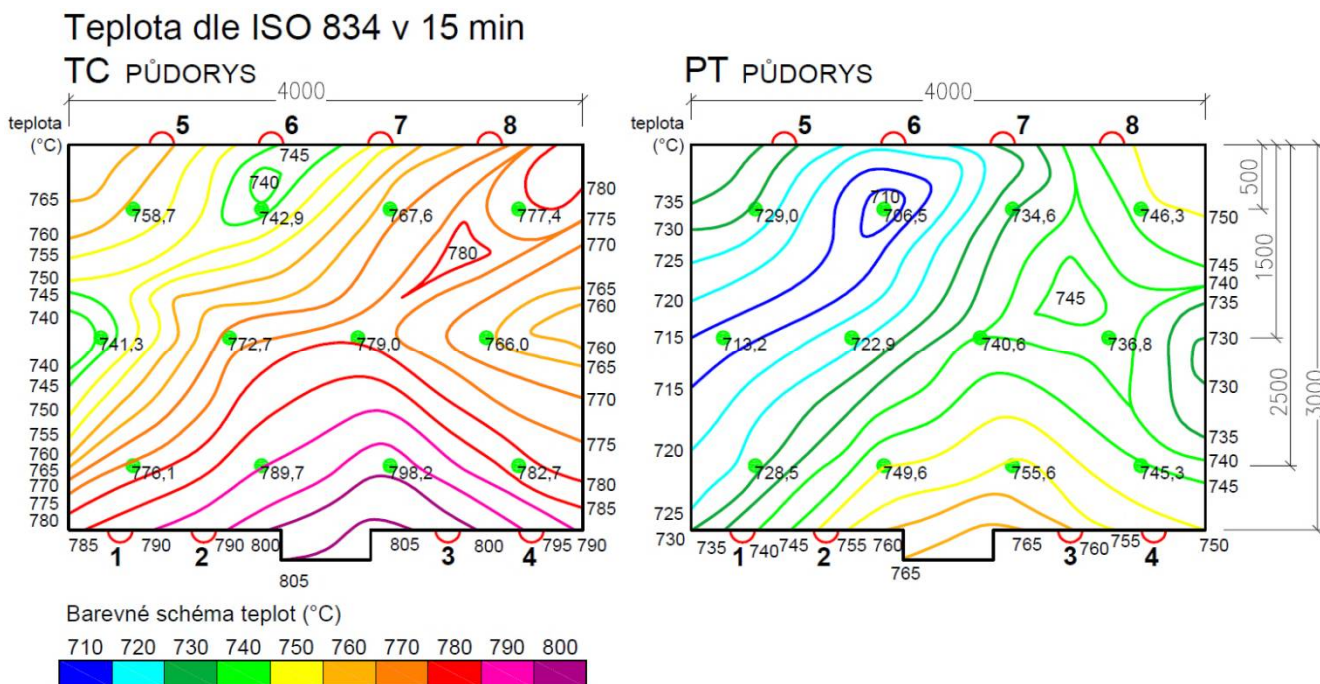 Teplota dle ISO 834 v 15 min
TC PŮDORYS
4000
teplota
(°C)
5 6 7 8
745
740
765
760
755
750
745
740
740
745
750
755
760
765
770
775
780
758,7 742,9 767,6 777,4
780
741,3 772,7 779,0 766,0
776,1 789,7 798,2 782,7
780
775
770
765
760
760
765
770
775
780
785
785 790 790 800 805 800 795 790
1 2 3 4
805
PT PŮDORYS
4000
teplota
(°C)
5 6 7 8
710
735
730
725
720
715
715
720
725
730
729,0 706,5 734,6 746,3
745
713,2 722,9 740,6 736,8
728,5 749,6 755,6 745,3
750
745
740
735
730
730
735
740
745
735 740 745 755 760 765 760 755 750
1 2 3 4
765
500
1500
2500
3000
Barevné schéma teplot (°C)
710 720 730 740 750 760 770 780 790 800